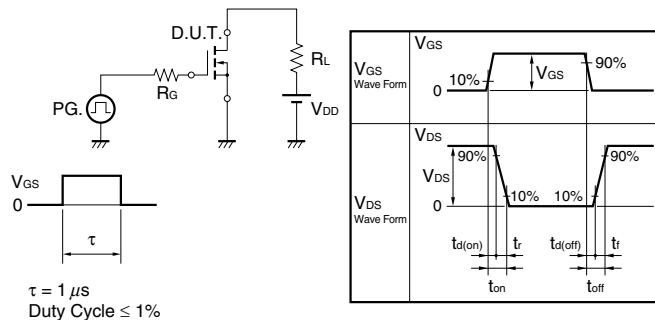 D.U.T.
RL
RG
PG.
VDD
VGS
0
τ
τ = 1 μs
Duty Cycle ≤ 1%
VGS
Wave Form
VGS
10%
VGS
90%
0
VDS
Wave Form
VDS
90%
90%
VDS
10%
10%
0
td(on)
tr
td(off)
tf
ton
toff